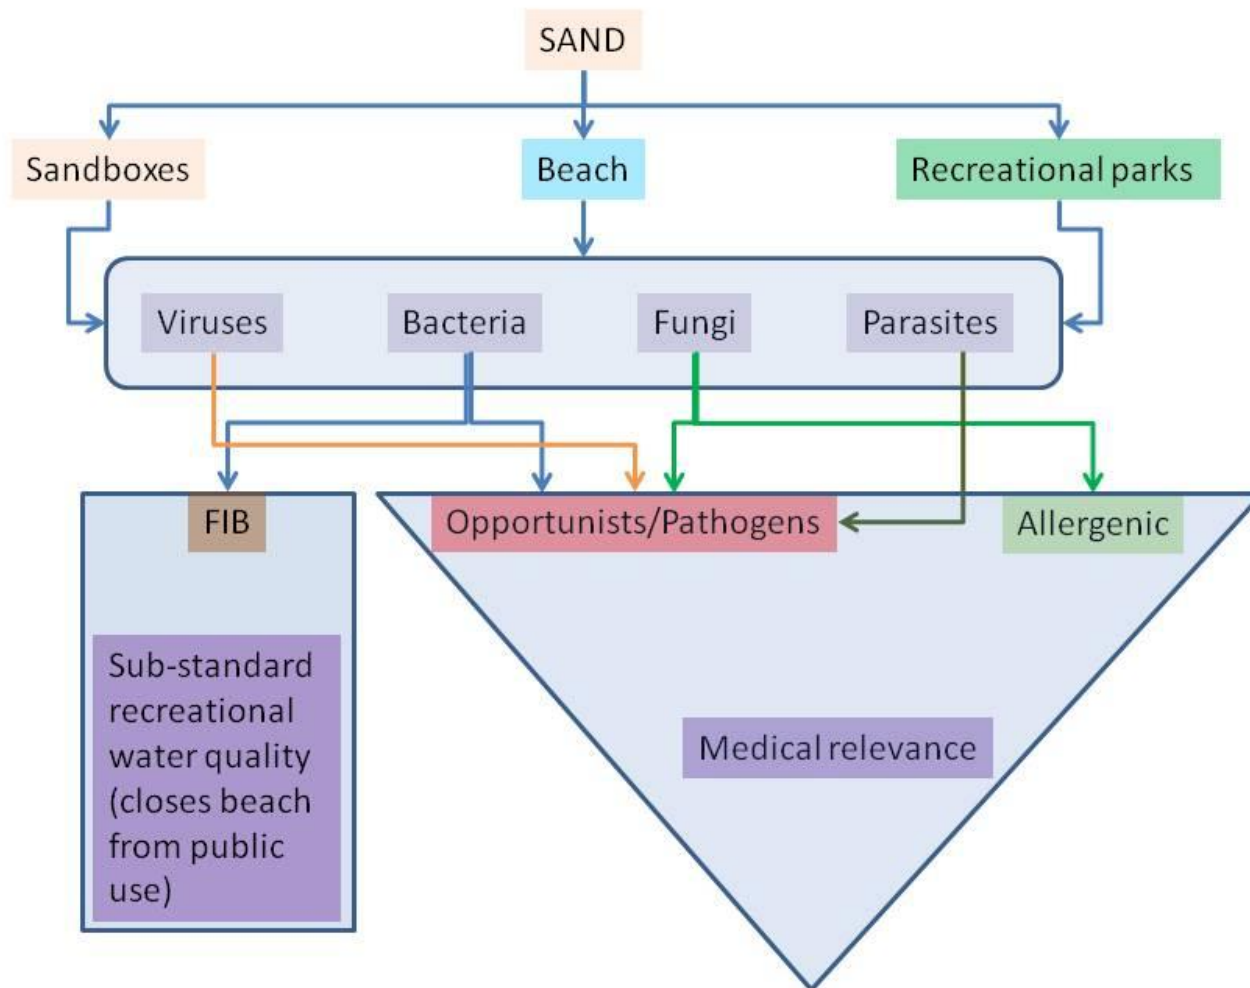 SAND
Sandboxes
Beach
Recreational parks
Viruses
Bacteria
Fungi
Parasites
FIB
Opportunists/Pathogens
Allergenic
Sub-standard
recreational
water quality
(closes beach
from public
use)
Medical relevance